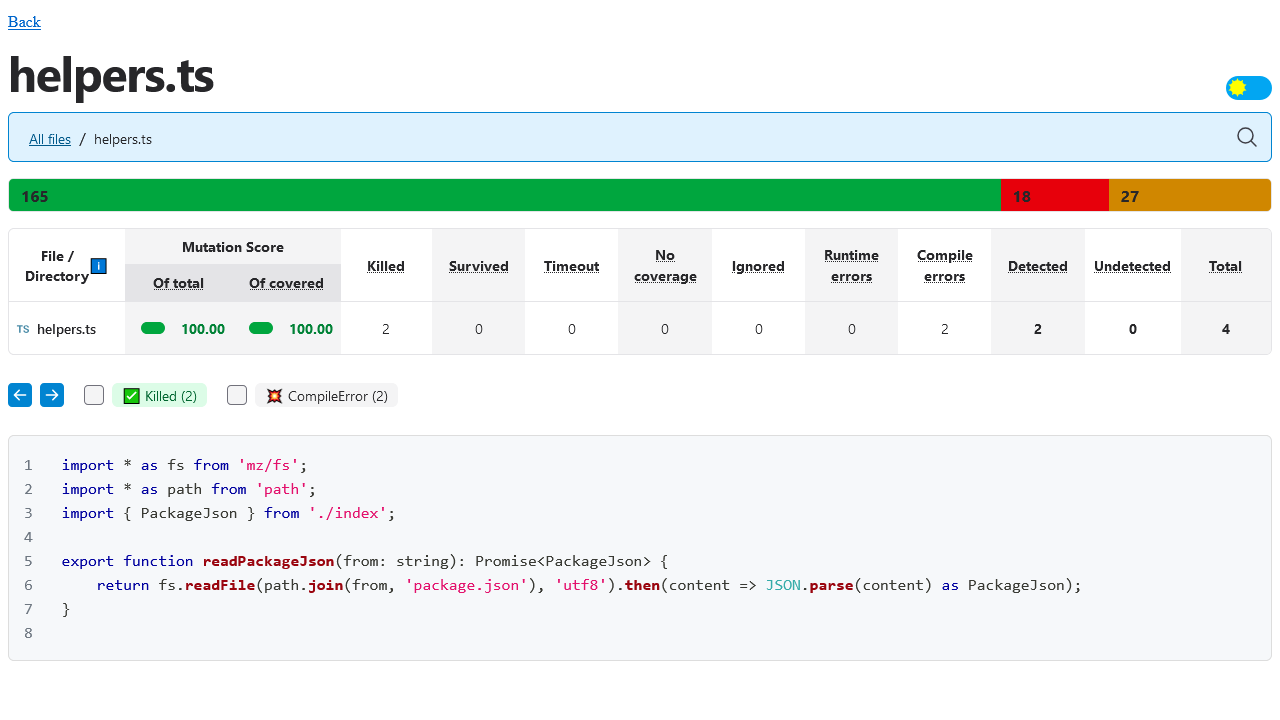 Back
helpers.ts
All files / helpers.ts
165 18 27
File / Directory i Mutation Score Killed Survived Timeout No coverage Ignored Runtime errors Compile errors Detected Undetected Total
Of total Of covered
TS helpers.ts 100.00 100.00 2 0 0 0 0 0 2 2 0 4
Killed (2) CompileError (2)
1 import * as fs from 'mz/fs';
2 import * as path from 'path';
3 import { PackageJson } from './index';
4
5 export function readPackageJson(from: string): Promise<PackageJson> {
6     return fs.readFile(path.join(from, 'package.json'), 'utf8').then(content => JSON.parse(content) as PackageJson);
7 }
8